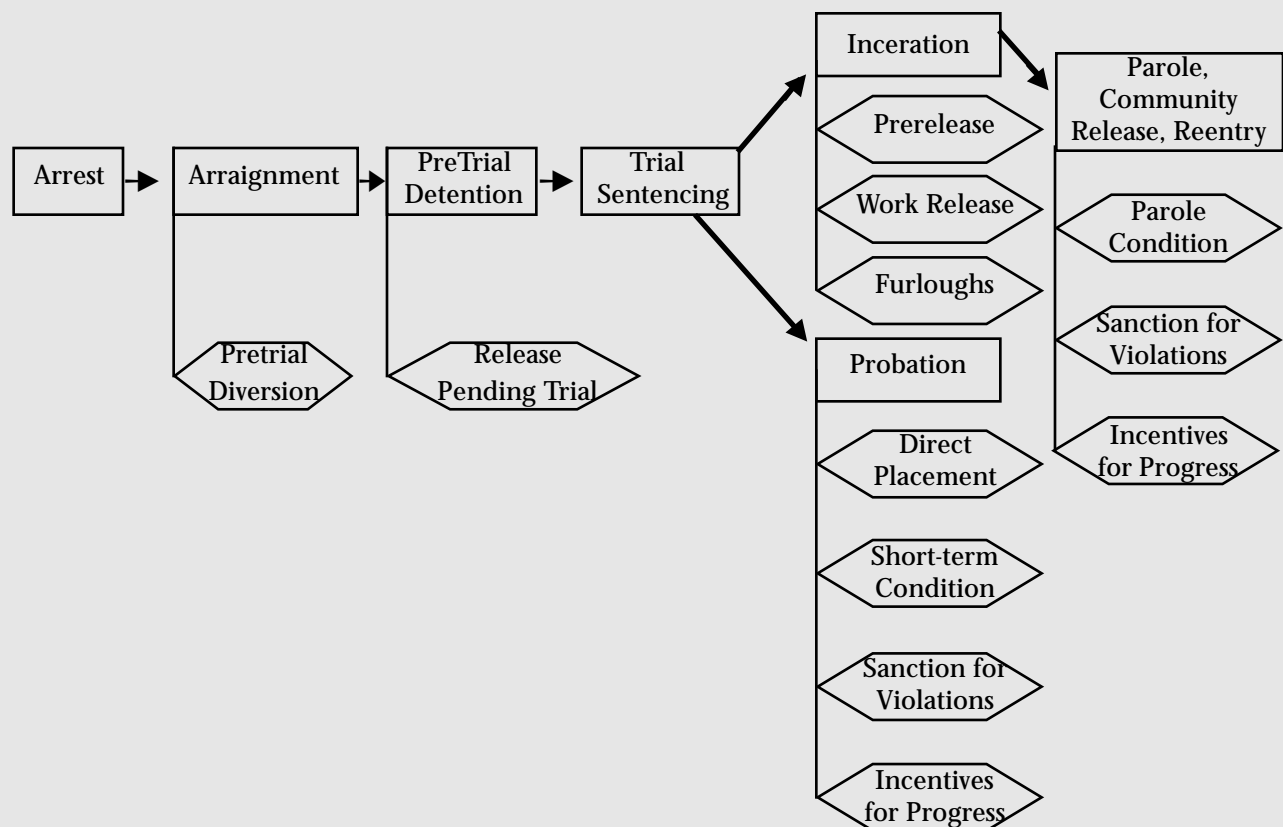 Arrest
Arraignment
Pretrial
Diversion
PreTrial
Detention
Release
Pending Trial
Trial
Sentencing
Inceration
Prerelease
Work Release
Furloughs
Probation
Direct
Placement
Short-term
Condition
Sanction for
Violations
Incentives
for Progress
Parole,
Community
Release, Reentry
Parole
Condition
Sanction for
Violations
Incentives
for Progress